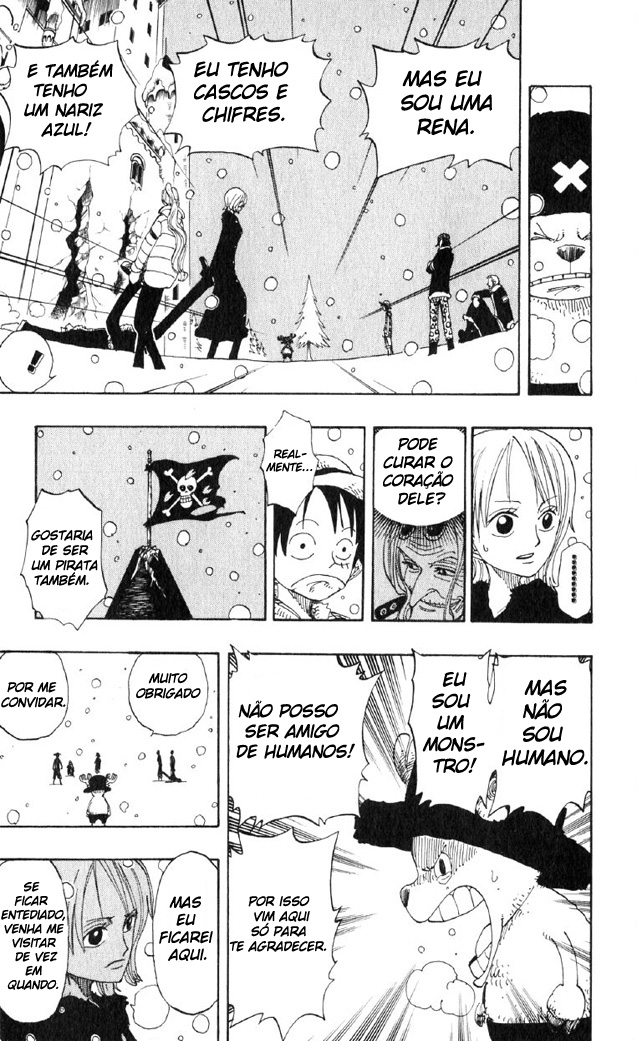 MAS EU
SOU UMA
RENA.
EU TENHO
CASCOS E
CHIFRES.
E TAMBÉM
TENHO
UM NARIZ
AZUL!
!
.........
PODE
CURAR O
CORAÇÃO
DELE?
REAL-
MENTE...
GOSTARIA
DE SER
UM PIRATA
TAMBÉM.
MAS
NÃO
SOU
HUMANO.
EU
SOU
UM
MONS-
TRO!
NÃO POSSO
SER AMIGO
DE HUMANOS!
POR ISSO
VIM AQUI
SÓ PARA
TE AGRADECER.
MUITO
OBRIGADO
POR ME
CONVIDAR.
MAS
EU
FICAREI
AQUI.
SE
FICAR
ENTEDIADO,
VENHA ME
VISITAR
DE VEZ
EM
QUANDO.